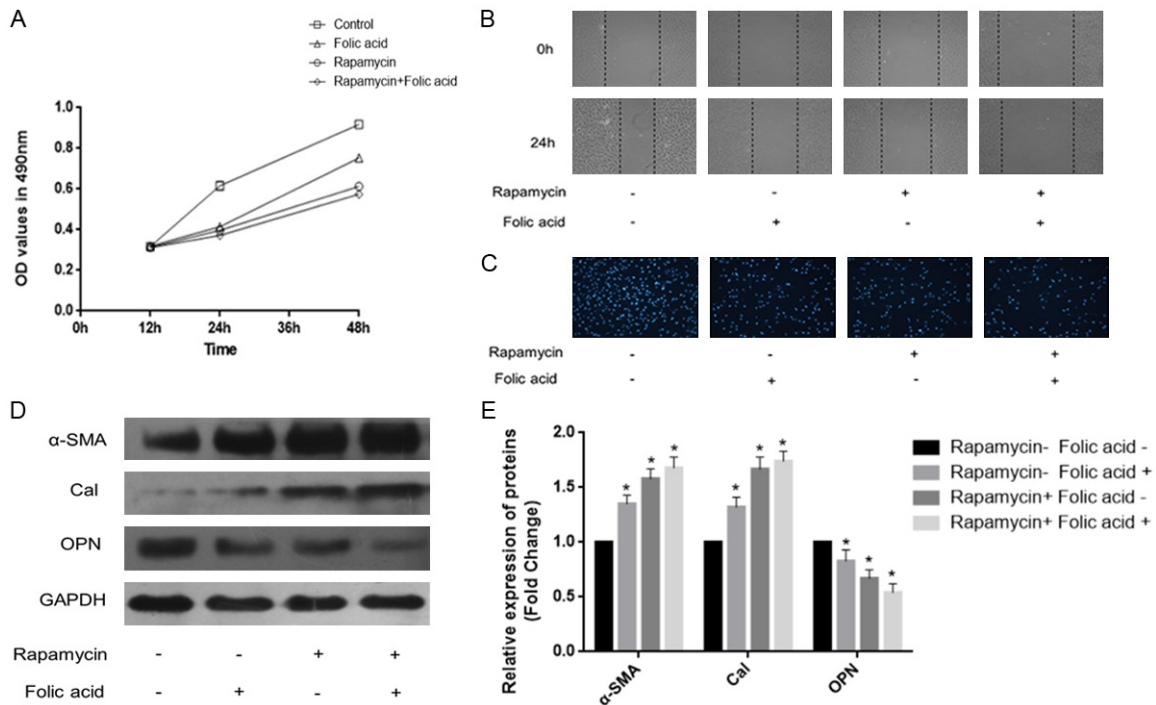 A
Control
Folic acid
Rapamycin
Rapamycin+Folic acid
OD values in 490nm
1.0
0.8
0.6
0.4
0.2
0.0
0h 12h 24h 36h 48h
Time
B
0h
24h
Rapamycin - - + +
Folic acid - + - +
C
Rapamycin - - + +
Folic acid - + - +
D
α-SMA
Cal
OPN
GAPDH
Rapamycin - - + +
Folic acid - + - +
E
Relative expression of proteins
(Fold Change)
2.0
1.5
1.0
0.5
0.0
* * * * * * * * *
α-SMA Cal OPN
Rapamycin- Folic acid -
Rapamycin- Folic acid +
Rapamycin+ Folic acid -
Rapamycin+ Folic acid +